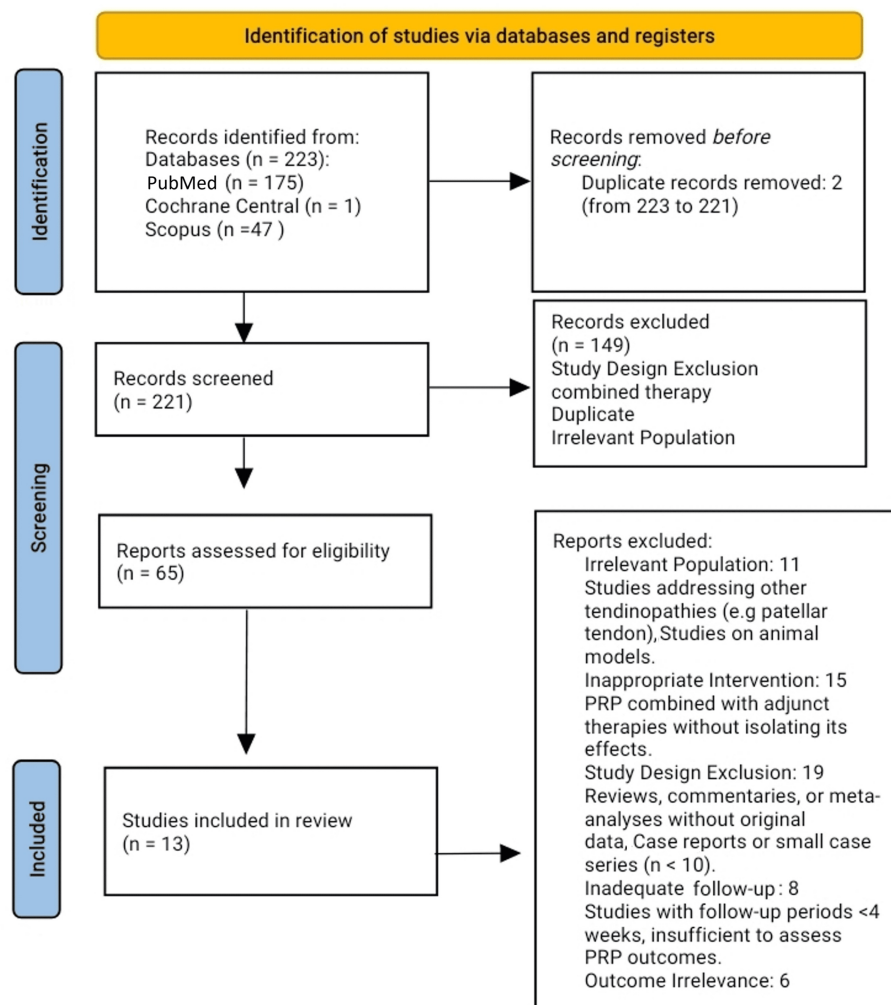 Identification of studies via databases and registers
Identification
Records identified from:
Databases (n = 223):
PubMed (n = 175)
Cochrane Central (n = 1)
Scopus (n =47 )
Records removed before
screening:
Duplicate records removed: 2
(from 223 to 221)
Screening
Records screened
(n = 221)
Records excluded
(n = 149)
Study Design Exclusion
combined therapy
Duplicate
Irrelevant Population
Reports assessed for eligibility
(n = 65)
Reports excluded:
Irrelevant Population: 11
Studies addressing other
tendinopathies (e.g patellar
tendon),Studies on animal
models.
Inappropriate Intervention: 15
PRP combined with adjunct
therapies without isolating its
effects.
Study Design Exclusion: 19
Reviews, commentaries, or meta-
analyses without original
data, Case reports or small case
series (n < 10).
Inadequate follow-up: 8
Studies with follow-up periods <4
weeks, insufficient to assess
PRP outcomes.
Outcome Irrelevance: 6
Included
Studies included in review
(n = 13)